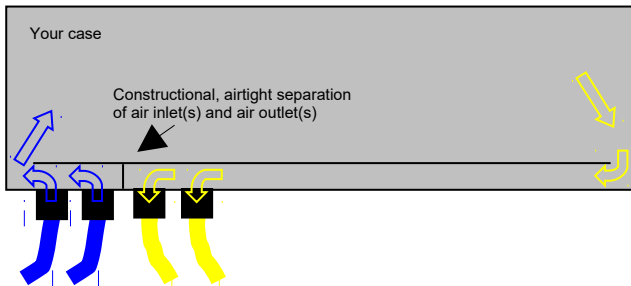 Your case
Constructional, airtight separation
of air inlet(s) and air outlet(s)